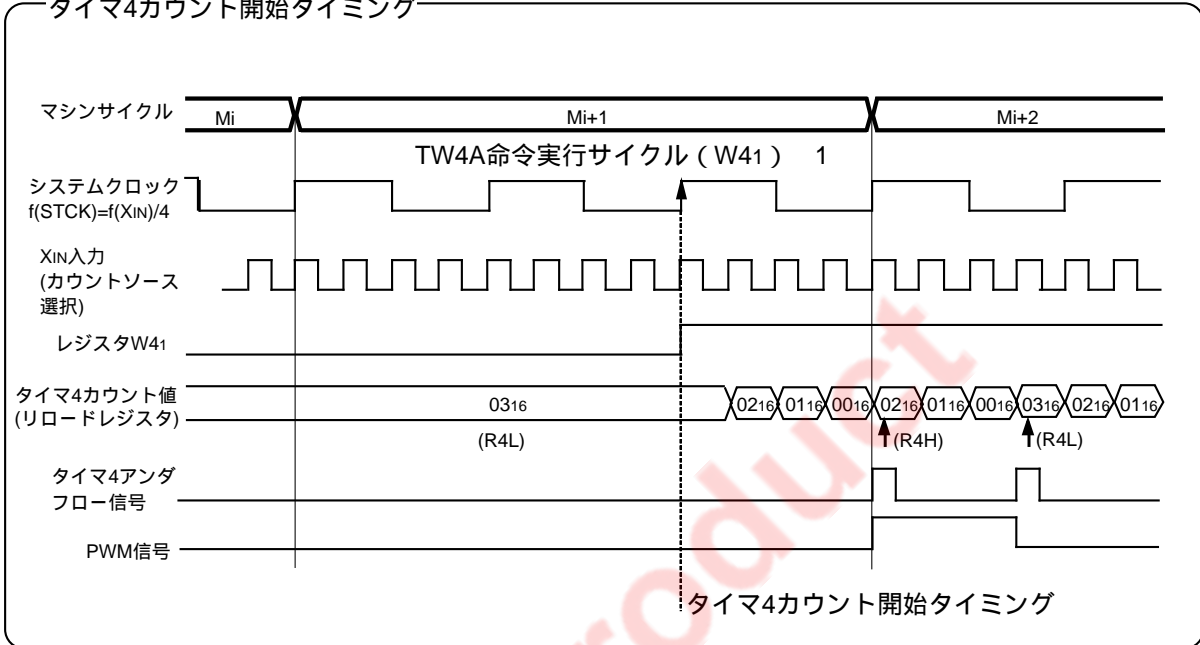 タイマ4カウント開始タイミング
マシンサイクル
Mi
Mi+1
Mi+2
TW4A命令実行サイクル（W41） 1
システムクロック
f(STCK)=f(XIN)/4
XIN入力
(カウントソース
選択)
レジスタW41
タイマ4カウント値
(リロードレジスタ)
0316
0216 0116 0016 0216 0116 0016 0316 0216 0116
(R4L)
(R4H)
(R4L)
タイマ4アンダ
フロー信号
PWM信号
タイマ4カウント開始タイミング
roduct